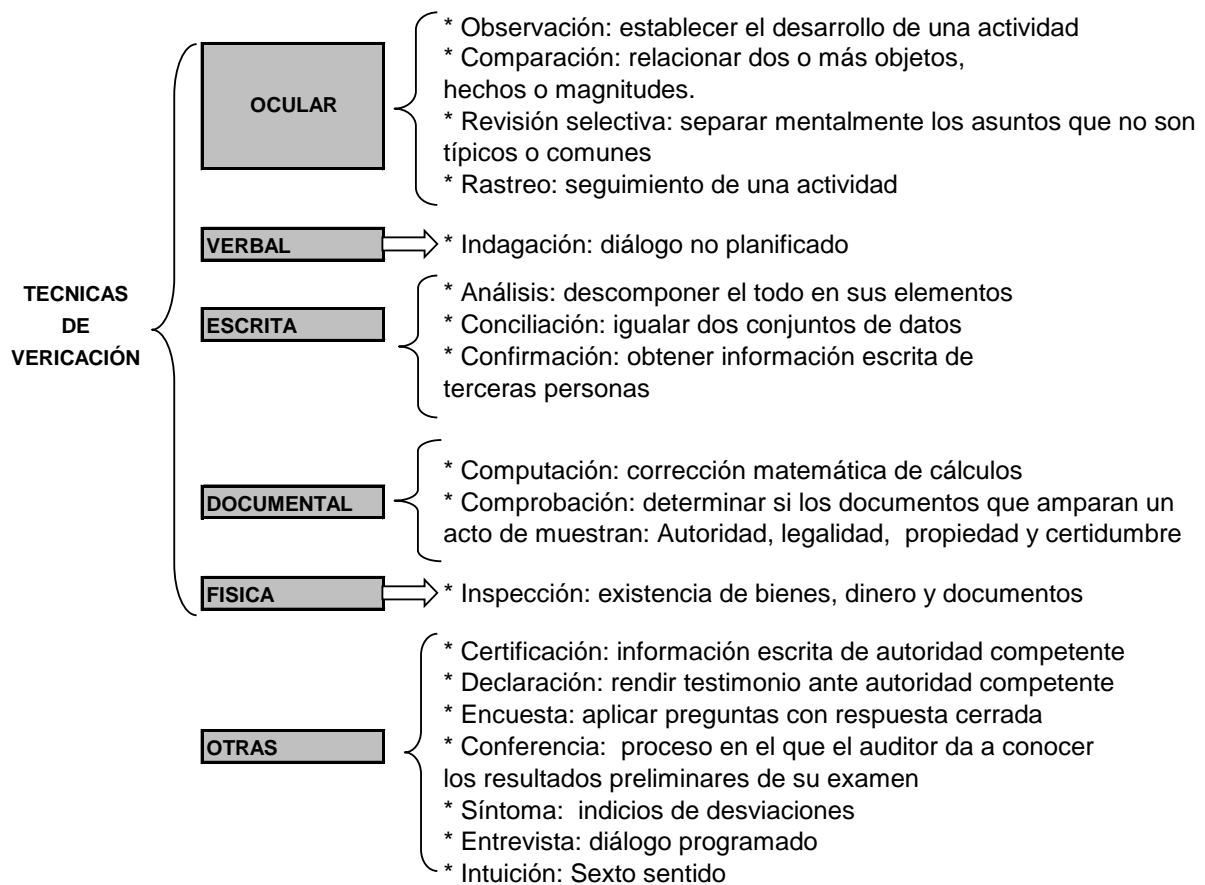 TECNICAS
DE
VERICACIÓN
OCULAR
* Observación: establecer el desarrollo de una actividad
* Comparación: relacionar dos o más objetos,
hechos o magnitudes.
* Revisión selectiva: separar mentalmente los asuntos que no son
típicos o comunes
* Rastreo: seguimiento de una actividad
VERBAL
* Indagación: diálogo no planificado
ESCRITA
* Análisis: descomponer el todo en sus elementos
* Conciliación: igualar dos conjuntos de datos
* Confirmación: obtener información escrita de
terceras personas
DOCUMENTAL
* Computación: corrección matemática de cálculos
* Comprobación: determinar si los documentos que amparan un
acto de muestran: Autoridad, legalidad, propiedad y certidumbre
FISICA
* Inspección: existencia de bienes, dinero y documentos
OTRAS
* Certificación: información escrita de autoridad competente
* Declaración: rendir testimonio ante autoridad competente
* Encuesta: aplicar preguntas con respuesta cerrada
* Conferencia: proceso en el que el auditor da a conocer
los resultados preliminares de su examen
* Síntoma: indicios de desviaciones
* Entrevista: diálogo programado
* Intuición: Sexto sentido